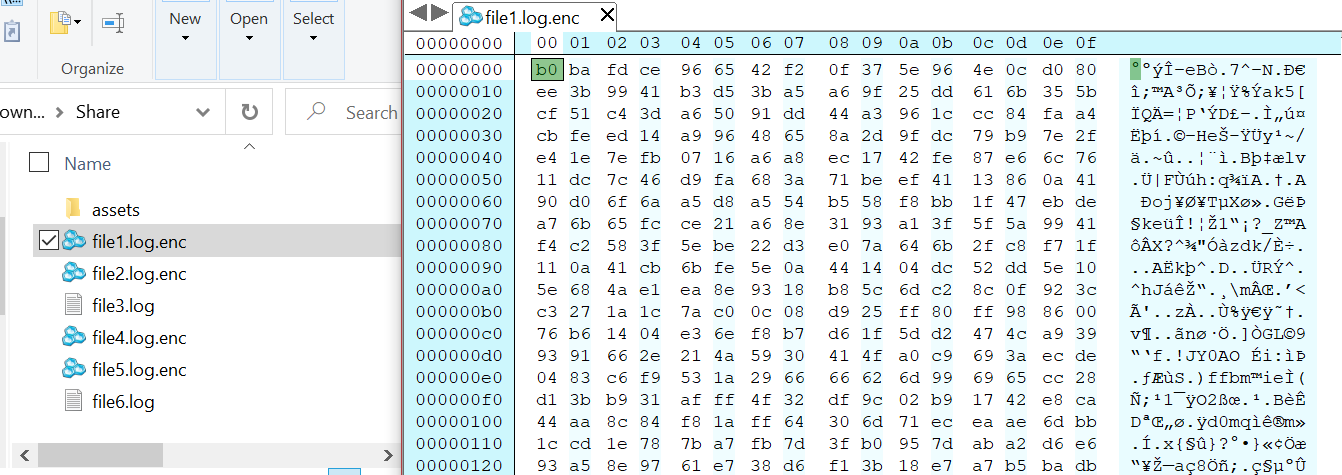 New
Open
Select
Organize
own...
Share
Search
Name
assets
file1.log.enc
file2.log.enc
file3.log
file4.log.enc
file5.log.enc
file6.log
file1.log.enc
00000000 00 01 02 03 04 05 06 07 08 09 0a 0b 0c 0d 0e 0f
00000000 b0 ba fd ce 96 65 42 f2 0f 37 5e 96 4e 0c d0 80 °ºýÎ–eBò.7^–N.Ð€
00000010 ee 3b 99 41 b3 d5 3b a5 a6 9f 25 dd 61 6b 35 5b î;™A³Õ;¥¦Ÿ%Ýak5[
00000020 cf 51 c4 3d a6 50 91 dd 44 a3 96 1c cc 84 fa a4 ÏQÄ=¦P‘ÝD£–.Ì„ú¤
00000030 cb fe ed 14 a9 96 48 65 8a 2d 9f dc 79 b9 7e 2f Ëþí.©–HeŠ-ŸÜy¹~/
00000040 e4 1e 7e fb 07 16 a6 a8 ec 17 42 fe 87 e6 6c 76 ä.~û..¦¨ì.Bþ‡ælv
00000050 11 dc 7c 46 d9 fa 68 3a 71 be ef 41 13 86 0a 41 .Ü|FÙúh:q¾ïA.†.A
00000060 90 d0 6f 6a a5 d8 a5 54 b5 58 f8 bb 1f 47 eb de .Ðoj¥Ø¥TµXø».GëÞ
00000070 a7 6b 65 fc ce 21 a6 8e 31 93 a1 3f 5f 5a 99 41 §keüÎ!¦Ž1“¡?_Z™A
00000080 f4 c2 58 3f 5e be 22 d3 e0 7a 64 6b 2f c8 f7 1f ôÂX?^¾"Óàzdk/È÷.
00000090 11 0a 41 cb 6b fe 5e 0a 44 14 04 dc 52 dd 5e 10 ..AËkþ^.D..ÜRÝ^.
000000a0 5e 68 4a e1 ea 8e 93 18 b8 5c 6d c2 8c 0f 92 3c ^hJáêŽ“.¸\mÂŒ.’<
000000b0 c3 27 1a 1c 7a c0 0c 08 d9 25 ff 80 ff 98 86 00 Ã'..zÀ..Ù%ÿ€ÿ˜†.
000000c0 76 b6 14 04 e3 6e f8 b7 d6 1f 5d d2 47 4c a9 39 v¶..ãnø·Ö.]ÒGL©9
000000d0 93 91 66 2e 21 4a 59 30 41 4f a0 c9 69 3a ec de “‘f.!JY0AO Éi:ìÞ
000000e0 04 83 c6 f9 53 1a 29 66 66 62 6d 99 69 65 cc 28 .ƒÆùS.)ffbm™ieÌ(
000000f0 d1 3b b9 31 af ff 4f 32 df 9c 02 b9 17 42 e8 ca Ñ;¹1¯ÿO2ßœ.¹.BèÊ
00000100 44 aa 8c 84 f8 1a ff 64 30 6d 71 ec ea ae 6d bb DªŒ„ø.ÿd0mqìê®m»
00000110 1c cd 1e 78 7b a7 fb 7d 3f b0 95 7d ab a2 d6 e6 .Í.x{§û}?°•}«¢Öæ
00000120 93 a5 8e 97 61 e7 38 d6 f1 3b 18 e7 a7 b5 ba db “¥Ž—aç8Öñ;.ç§µºÛ